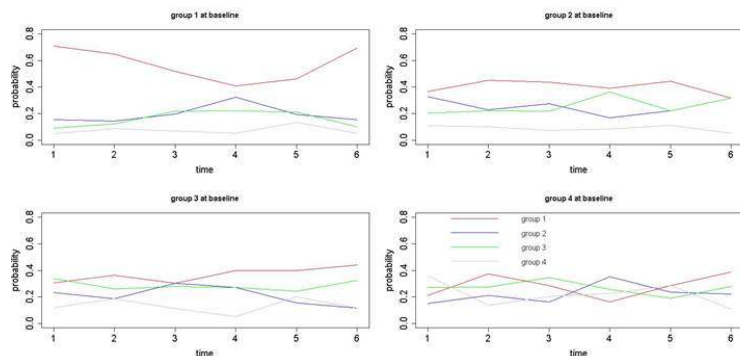 group 1 at baseline
probability
0.0 0.2 0.4 0.6 0.8
1 2 3 4 5 6
time
group 2 at baseline
probability
0.0 0.2 0.4 0.6 0.8
1 2 3 4 5 6
time
group 3 at baseline
probability
0.0 0.2 0.4 0.6 0.8
1 2 3 4 5 6
time
group 4 at baseline
probability
0.0 0.2 0.4 0.6 0.8
group 1
group 2
group 3
group 4
1 2 3 4 5 6
time